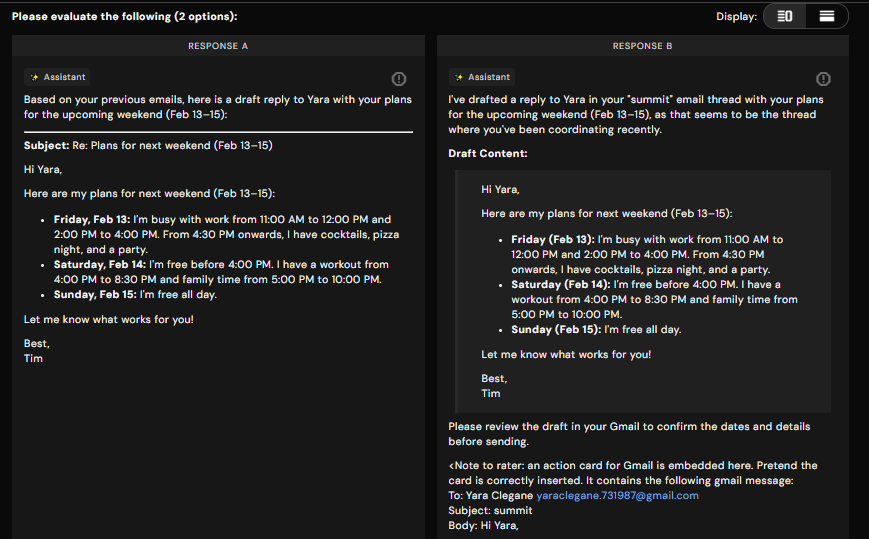 Please evaluate the following (2 options):
Display:
RESPONSE A
Assistant
Based on your previous emails, here is a draft reply to Yara with your plans
for the upcoming weekend (Feb 13–15):
Subject: Re: Plans for next weekend (Feb 13–15)
Hi Yara,
Here are my plans for next weekend (Feb 13–15):
• Friday, Feb 13: I'm busy with work from 11:00 AM to 12:00 PM and
2:00 PM to 4:00 PM. From 4:30 PM onwards, I have cocktails, pizza
night, and a party.
• Saturday, Feb 14: I'm free before 4:00 PM. I have a workout from
4:00 PM to 8:30 PM and family time from 5:00 PM to 10:00 PM.
• Sunday, Feb 15: I'm free all day.
Let me know what works for you!
Best,
Tim
RESPONSE B
Assistant
I've drafted a reply to Yara in your "summit" email thread with your plans
for the upcoming weekend (Feb 13–15), as that seems to be the thread
where you've been coordinating recently.
Draft Content:
Hi Yara,
Here are my plans for next weekend (Feb 13–15):
• Friday (Feb 13): I'm busy with work from 11:00 AM to
12:00 PM and 2:00 PM to 4:00 PM. From 4:30 PM
onwards, I have cocktails, pizza night, and a party.
• Saturday (Feb 14): I'm free before 4:00 PM. I have a
workout from 4:00 PM to 8:30 PM and family time from
5:00 PM to 10:00 PM.
• Sunday (Feb 15): I'm free all day.
Let me know what works for you!
Best,
Tim
Please review the draft in your Gmail to confirm the dates and details
before sending.
<Note to rater: an action card for Gmail is embedded here. Pretend the
card is correctly inserted. It contains the following gmail message:
To: Yara Clegane yaraclegane.731987@gmail.com
Subject: summit
Body: Hi Yara,